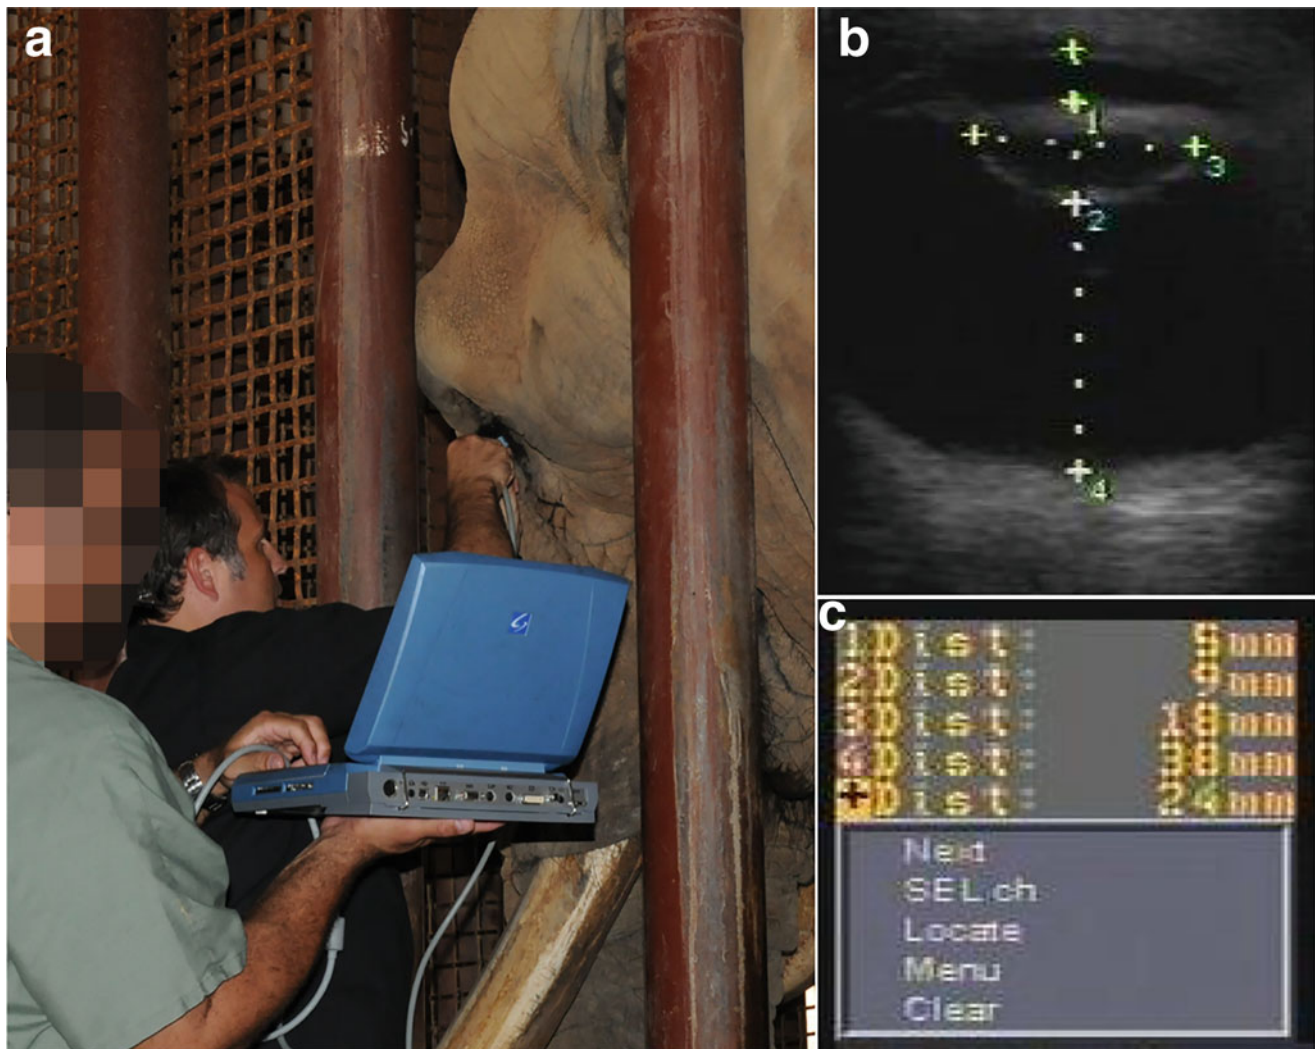 a
b
1
3
2
4
c
1Dist: 5mm
2Dist: 9mm
3Dist: 18mm
4Dist: 38mm
+Dist: 24mm
Next
SEL.ch
Locate
Menu
Clear